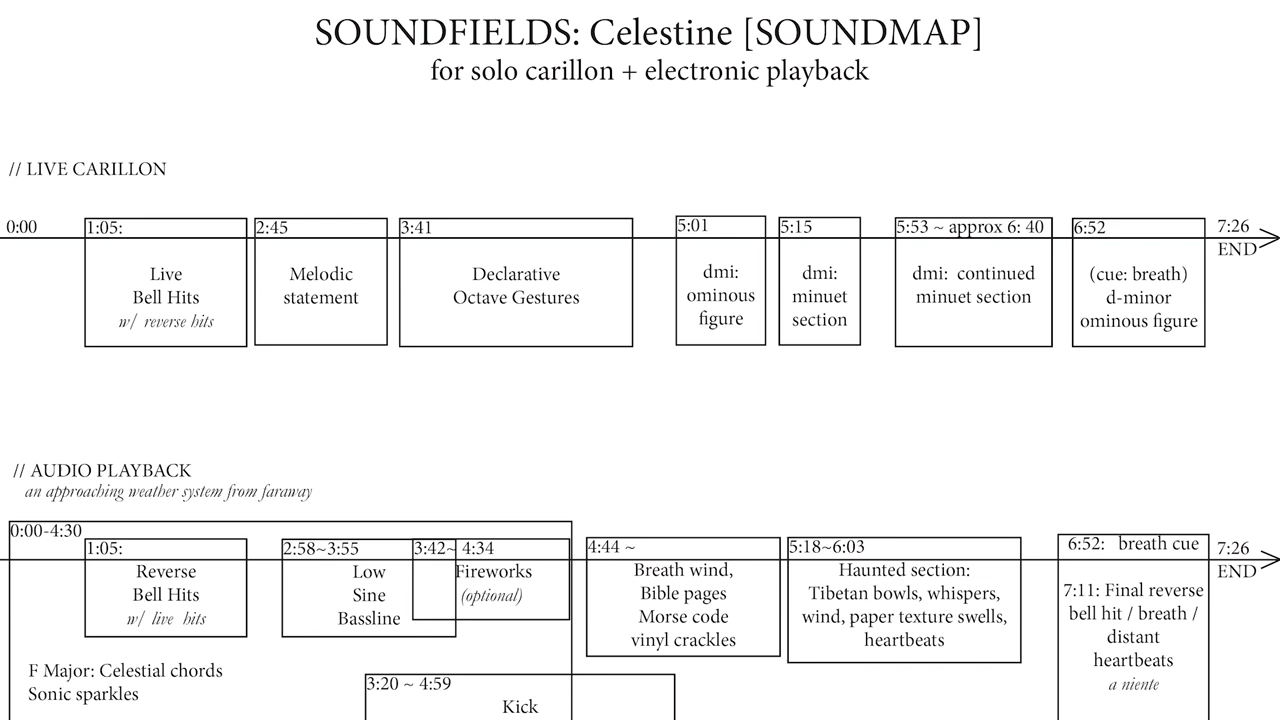 SOUNDFIELDS: Celestine [SOUNDMAP]
for solo carillon + electronic playback
// LIVE CARILLON
0:00
1:05:
Live
Bell Hits
w/ reverse hits
2:45
Melodic
statement
3:41
Declarative
Octave Gestures
5:01
dmi:
ominous
figure
5:15
dmi:
minuet
section
5:53 ~ approx 6: 40
dmi: continued
minuet section
6:52
(cue: breath)
d-minor
ominous figure
7:26
END
// AUDIO PLAYBACK
an approaching weather system from faraway
0:00-4:30
1:05:
Reverse
Bell Hits
w/ live hits
2:58~3:55
Low
Sine
Bassline
3:42~ 4:34
Fireworks
(optional)
4:44 ~
Breath wind,
Bible pages
Morse code
vinyl crackles
5:18~6:03
Haunted section:
Tibetan bowls, whispers,
wind, paper texture swells,
heartbeats
6:52: breath cue
7:11: Final reverse
bell hit / breath /
distant
heartbeats
a niente
7:26
END
F Major: Celestial chords
Sonic sparkles
3:20 ~ 4:59
Kick